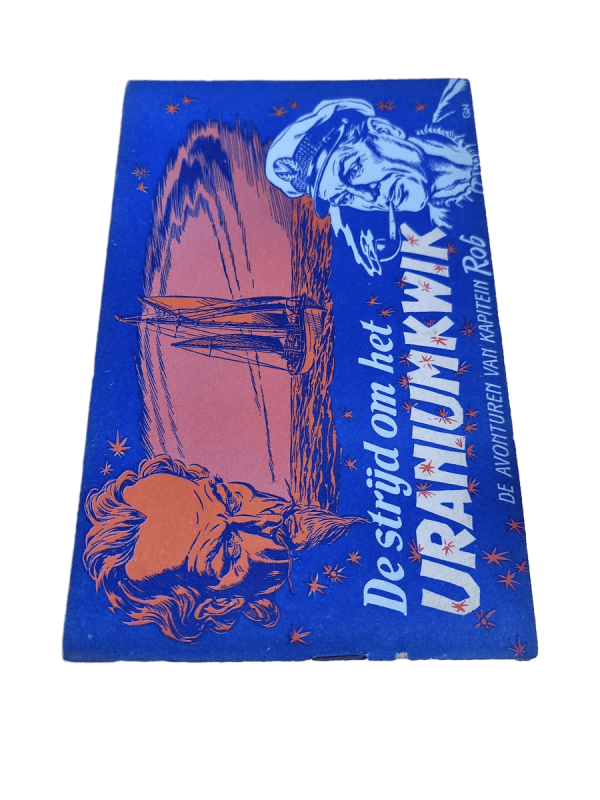 De strijd om het
URANIUMKWIK
DE AVONTUREN VAN KAPITEIN Rob